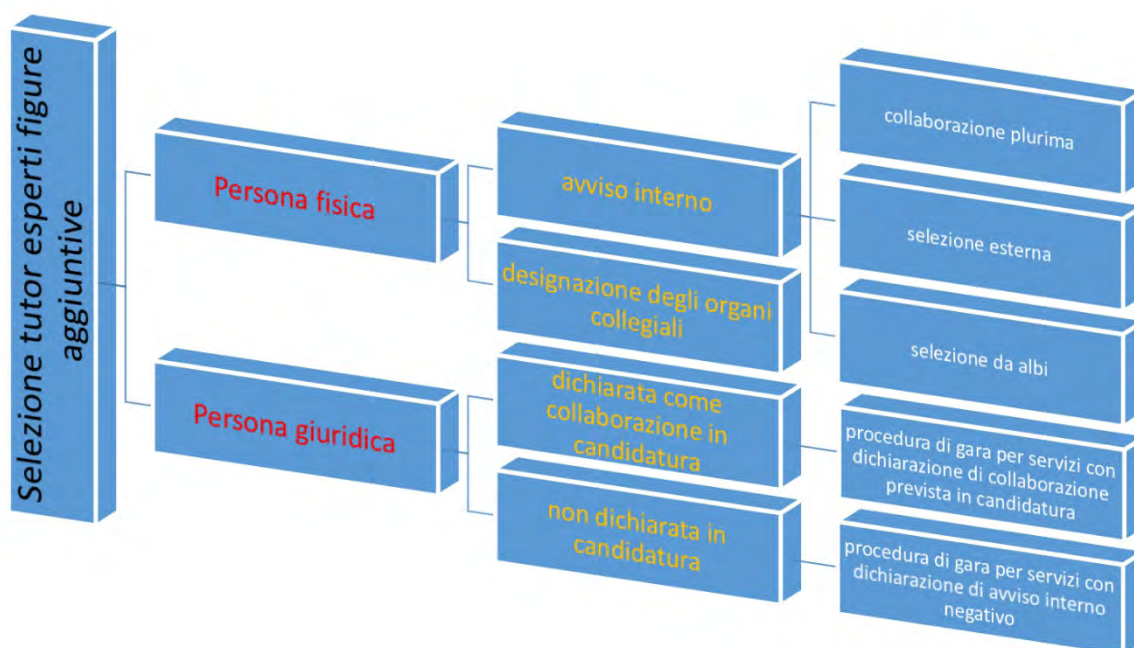 Selezione tutor esperti figure
aggiuntive
Persona fisica
avviso interno
collaborazione plurima
selezione esterna
selezione da albi
designazione degli organi
collegiali
Persona giuridica
dichiarata come
collaborazione in
candidatura
procedura di gara per servizi con
dichiarazione di collaborazione
prevista in candidatura
non dichiarata in
candidatura
procedura di gara per servizi con
dichiarazione di avviso interno
negativo